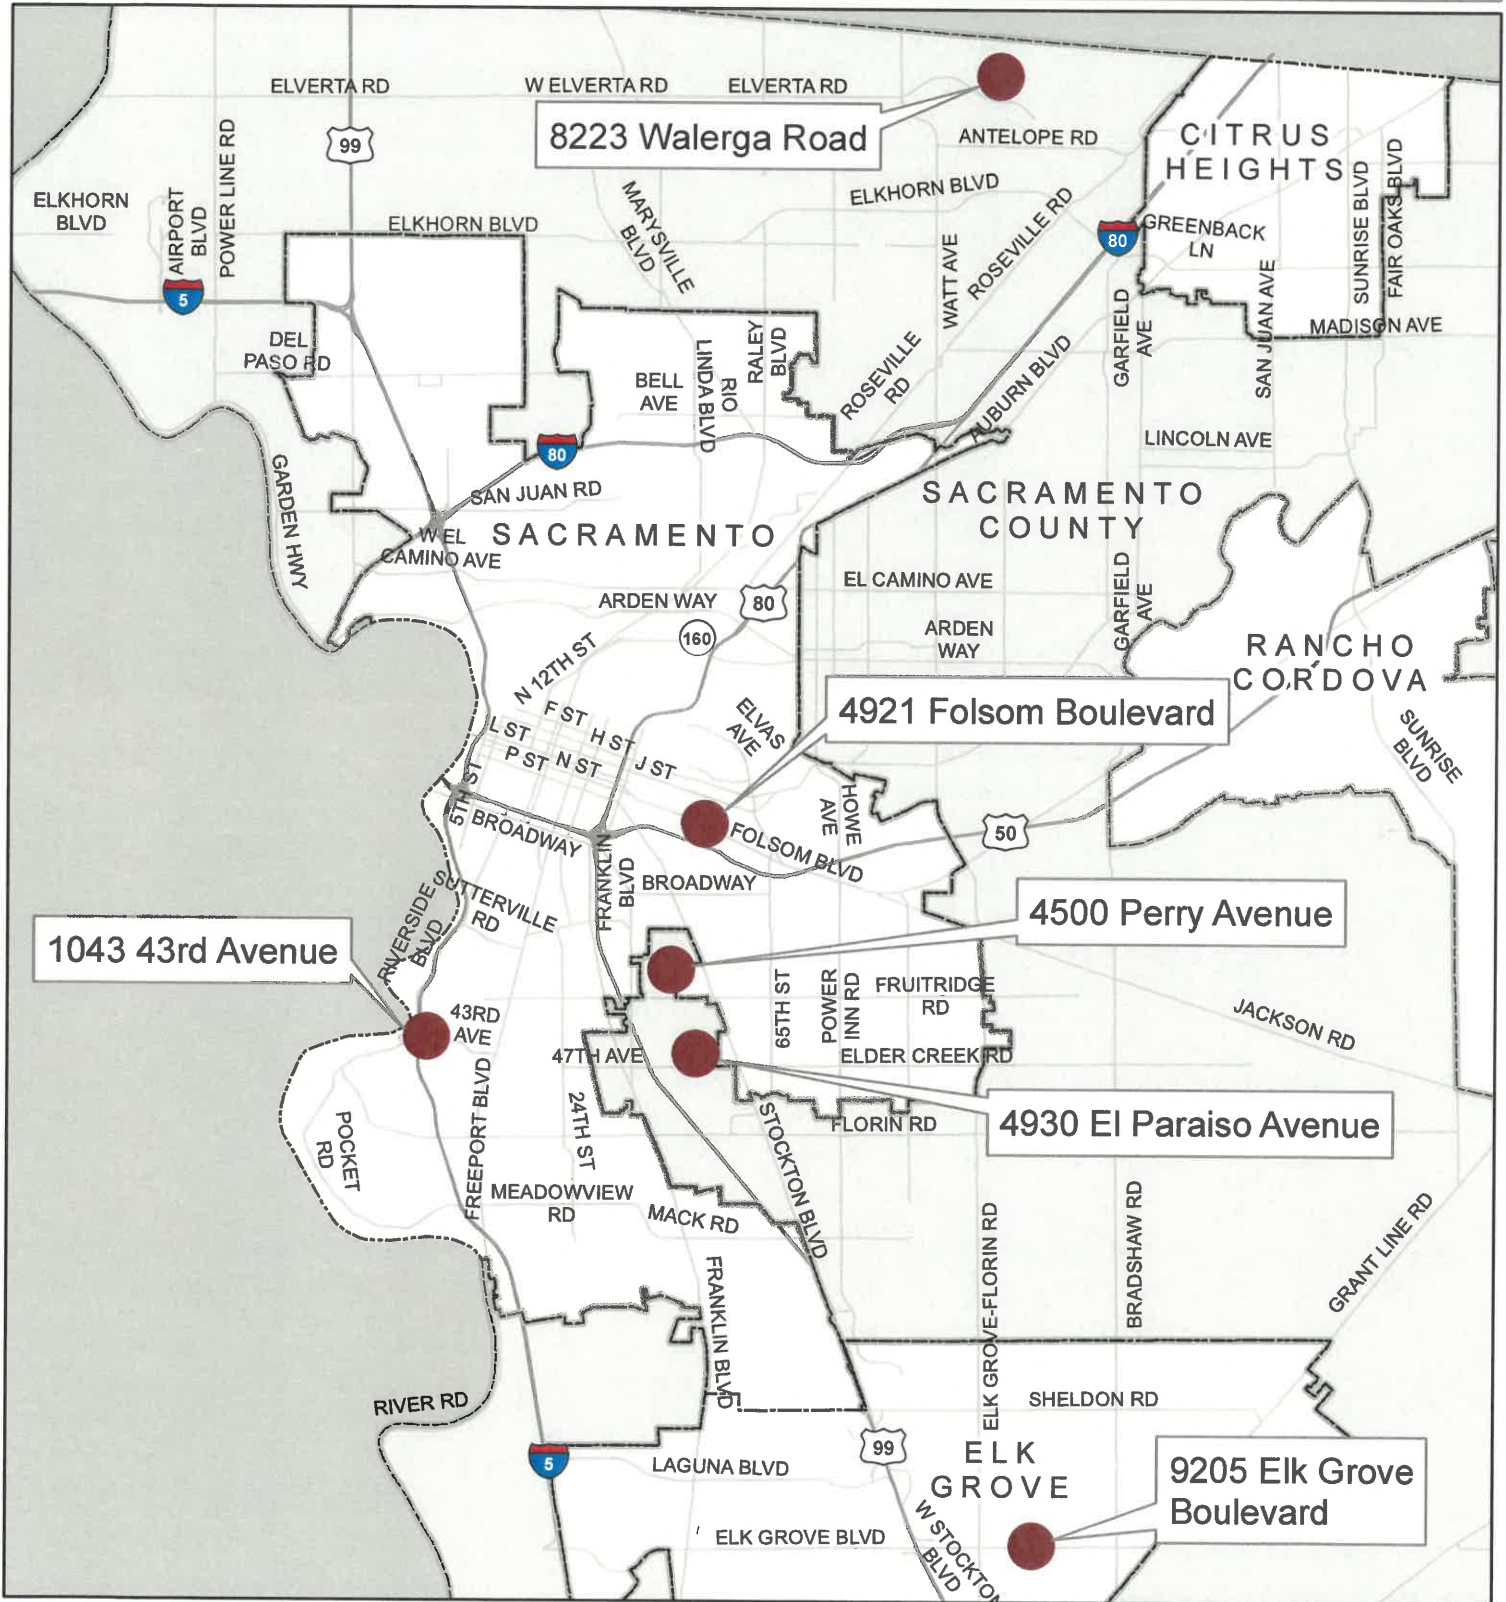 ELVERTA RD
W ELVERTA RD
ELVERTA RD
99
8223 Walerga Road
ANTELOPE RD
CITRUS
HEIGHTS
ELKHORN
BLVD
AIRPORT
BLVD
POWER LINE RD
ELKHORN BLVD
MARYSVILLE
BLVD
ELKHORN BLVD
WATT AVE
ROSEVILLE RD
80
GREENBACK
LN
SUNRISE BLVD
FAIR OAKS BLVD
5
DEL
PASO RD
BELL
AVE
RIO
LINDA BLVD
RALEY
BLVD
ROSEVILLE
RD
AUBURN BLVD
GARFIELD
AVE
SAN JUAN AVE
MADISON AVE
LINCOLN AVE
GARDEN HWY
80
SAN JUAN RD
W EL
CAMINO AVE
SACRAMENTO
SACRAMENTO
COUNTY
EL CAMINO AVE
ARDEN WAY
80
160
ARDEN
WAY
GARFIELD
AVE
RANCHO
CORDOVA
SUNRISE
BLVD
N 12TH ST
F ST
L ST
H ST
P ST
N ST
J ST
ELVAS
AVE
4921 Folsom Boulevard
5TH ST
BROADWAY
FRANKLIN
BLVD
BROADWAY
FOLSOM BLVD
HOWE
AVE
50
SUTTERVILLE
RD
RIVERSIDE
BLVD
1043 43rd Avenue
4500 Perry Avenue
43RD
AVE
47TH AVE
65TH ST
POWER
INN RD
FRUITRIDGE
RD
ELDER CREEK RD
JACKSON RD
4930 El Paraiso Avenue
FLORIN RD
POCKET
RD
FREEPORT BLVD
24TH ST
STOCKTON BLVD
MEADOWVIEW
RD
MACK RD
FRANKLIN BLVD
ELK GROVE-FLORIN RD
BRADSHAW RD
GRANT LINE RD
RIVER RD
SHELDON RD
5
LAGUNA BLVD
99
ELK
GROVE
9205 Elk Grove
Boulevard
ELK GROVE BLVD
W STOCKTON
BLVD